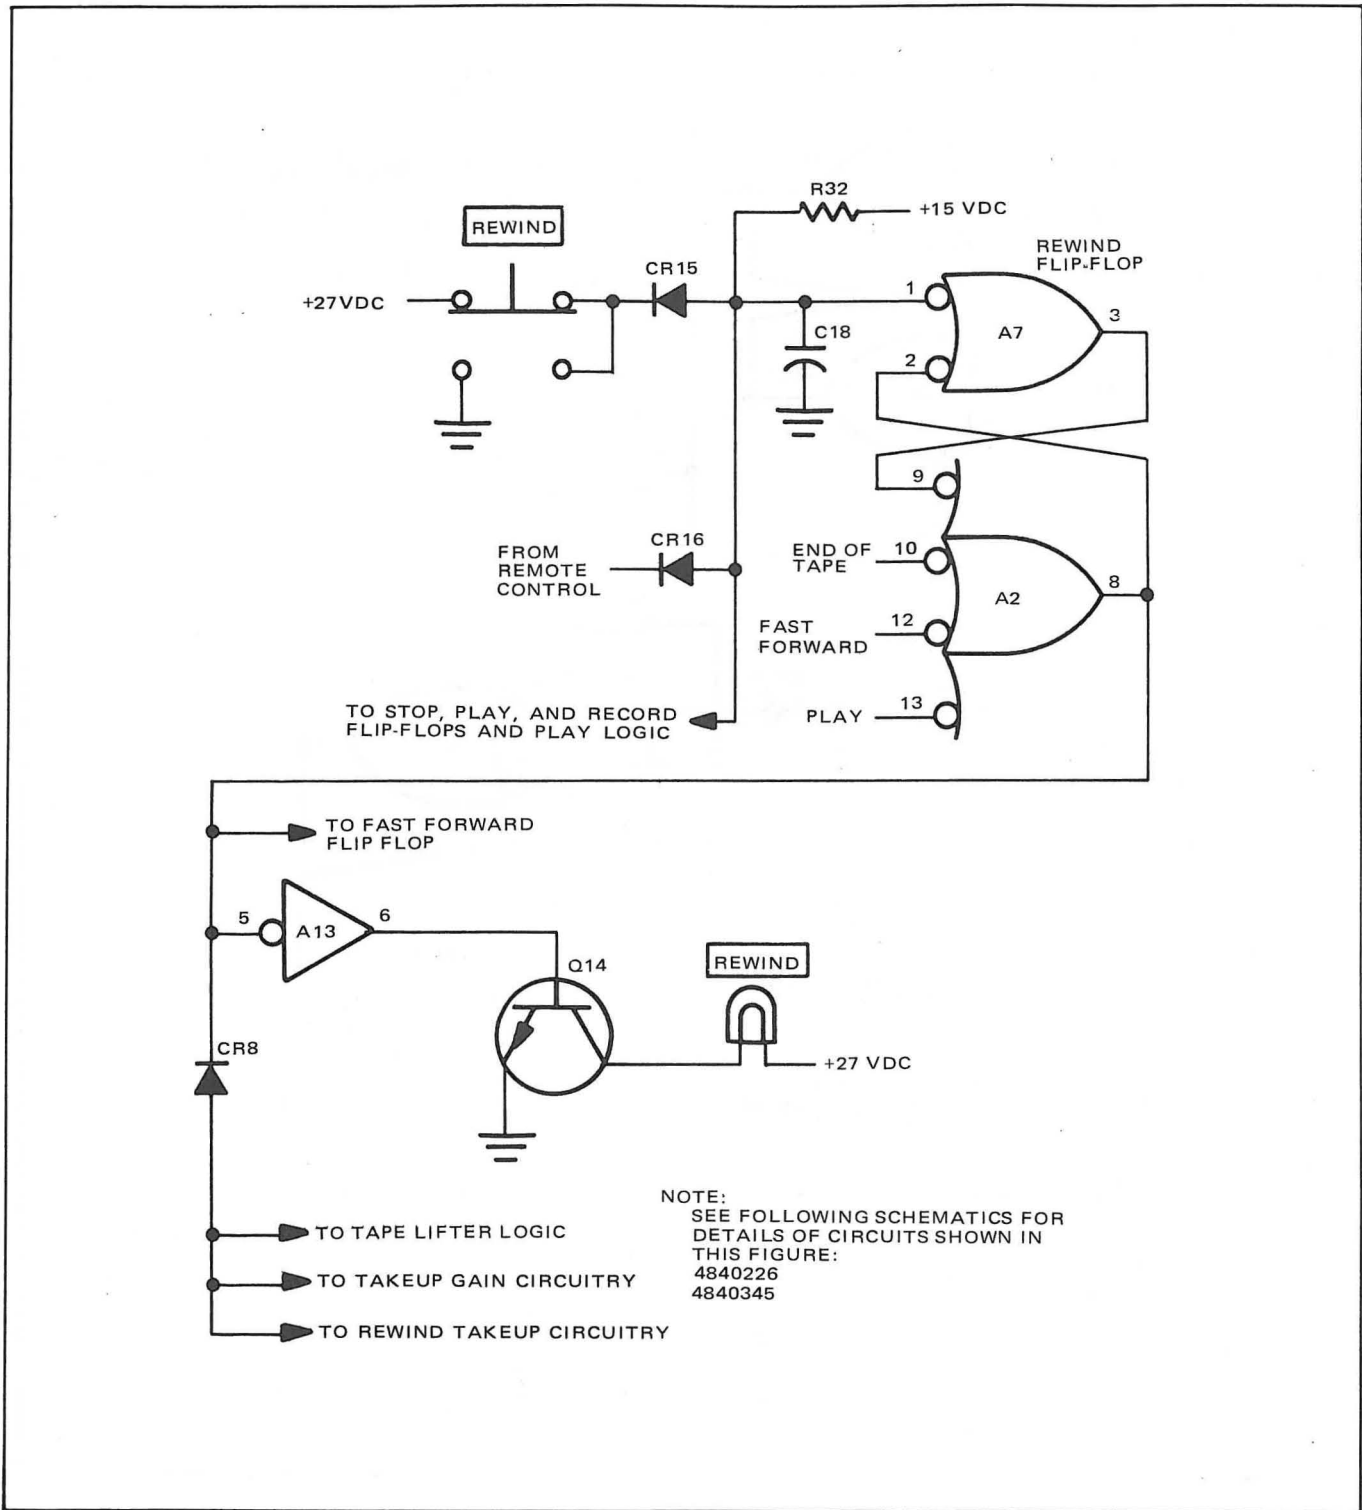 R32
+15 VDC
REWIND
REWIND
FLIP-FLOP
CR15
+27VDC
1
3
C18
A7
2
9
CR16
FROM
REMOTE
CONTROL
END OF
TAPE
10
8
A2
12
FAST
FORWARD
TO STOP, PLAY, AND RECORD
FLIP-FLOPS AND PLAY LOGIC
PLAY
13
TO FAST FORWARD
FLIP FLOP
5
A13
6
Q14
REWIND
CR8
+27 VDC
NOTE:
SEE FOLLOWING SCHEMATICS FOR
DETAILS OF CIRCUITS SHOWN IN
THIS FIGURE:
4840226
4840345
TO TAPE LIFTER LOGIC
TO TAKEUP GAIN CIRCUITRY
TO REWIND TAKEUP CIRCUITRY